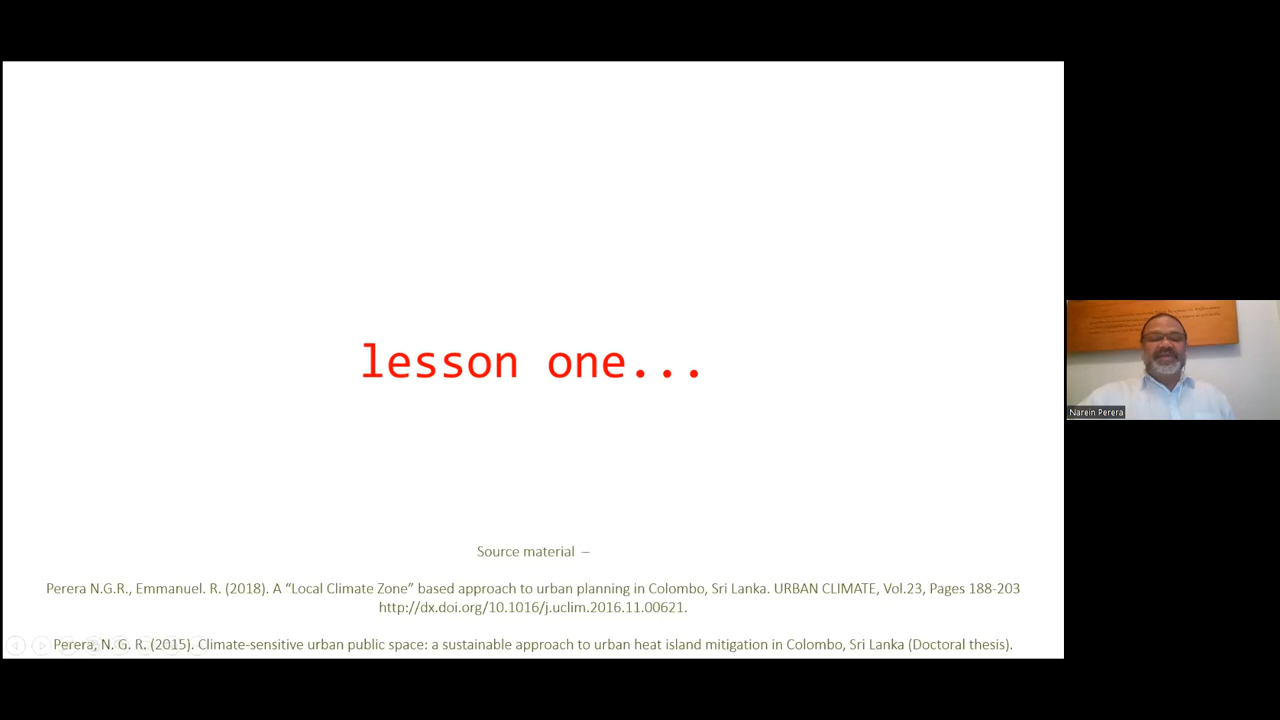 lesson one...
Source material –
Perera N.G.R., Emmanuel. R. (2018). A “Local Climate Zone” based approach to urban planning in Colombo, Sri Lanka. URBAN CLIMATE, Vol.23, Pages 188-203
http://dx.doi.org/10.1016/j.uclim.2016.11.00621.
Perera, N. G. R. (2015). Climate-sensitive urban public space: a sustainable approach to urban heat island mitigation in Colombo, Sri Lanka (Doctoral thesis).
Narein Perera